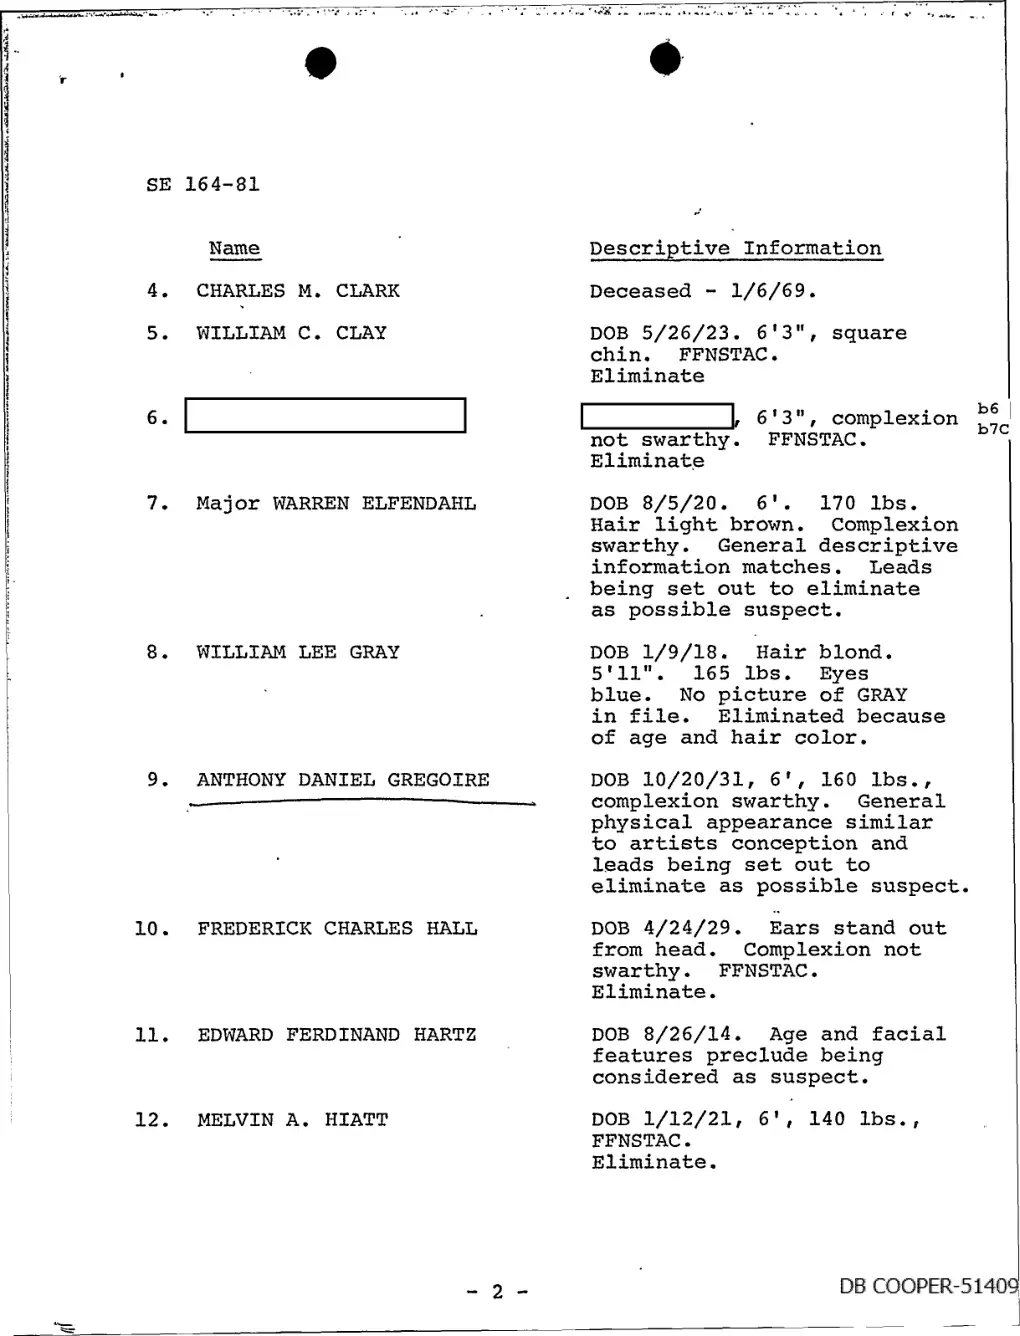 SE 164-81
Name Descriptive Information
4. CHARLES M. CLARK Deceased - 1/6/69.
5. WILLIAM C. CLAY DOB 5/26/23. 6'3", square
chin. FFNSTAC.
Eliminate
6. , 6'3", complexion b6
not swarthy. FFNSTAC. b7C
Eliminate
7. Major WARREN ELFENDAHL DOB 8/5/20. 6'. 170 lbs.
Hair light brown. Complexion
swarthy. General descriptive
information matches. Leads
being set out to eliminate
as possible suspect.
8. WILLIAM LEE GRAY DOB 1/9/18. Hair blond.
5'11". 165 lbs. Eyes
blue. No picture of GRAY
in file. Eliminated because
of age and hair color.
9. ANTHONY DANIEL GREGOIRE DOB 10/20/31, 6', 160 lbs.,
complexion swarthy. General
physical appearance similar
to artists conception and
leads being set out to
eliminate as possible suspect.
10. FREDERICK CHARLES HALL DOB 4/24/29. Ears stand out
from head. Complexion not
swarthy. FFNSTAC.
Eliminate.
11. EDWARD FERDINAND HARTZ DOB 8/26/14. Age and facial
features preclude being
considered as suspect.
12. MELVIN A. HIATT DOB 1/12/21, 6', 140 lbs.,
FFNSTAC.
Eliminate.
- 2 -
DB COOPER-51409